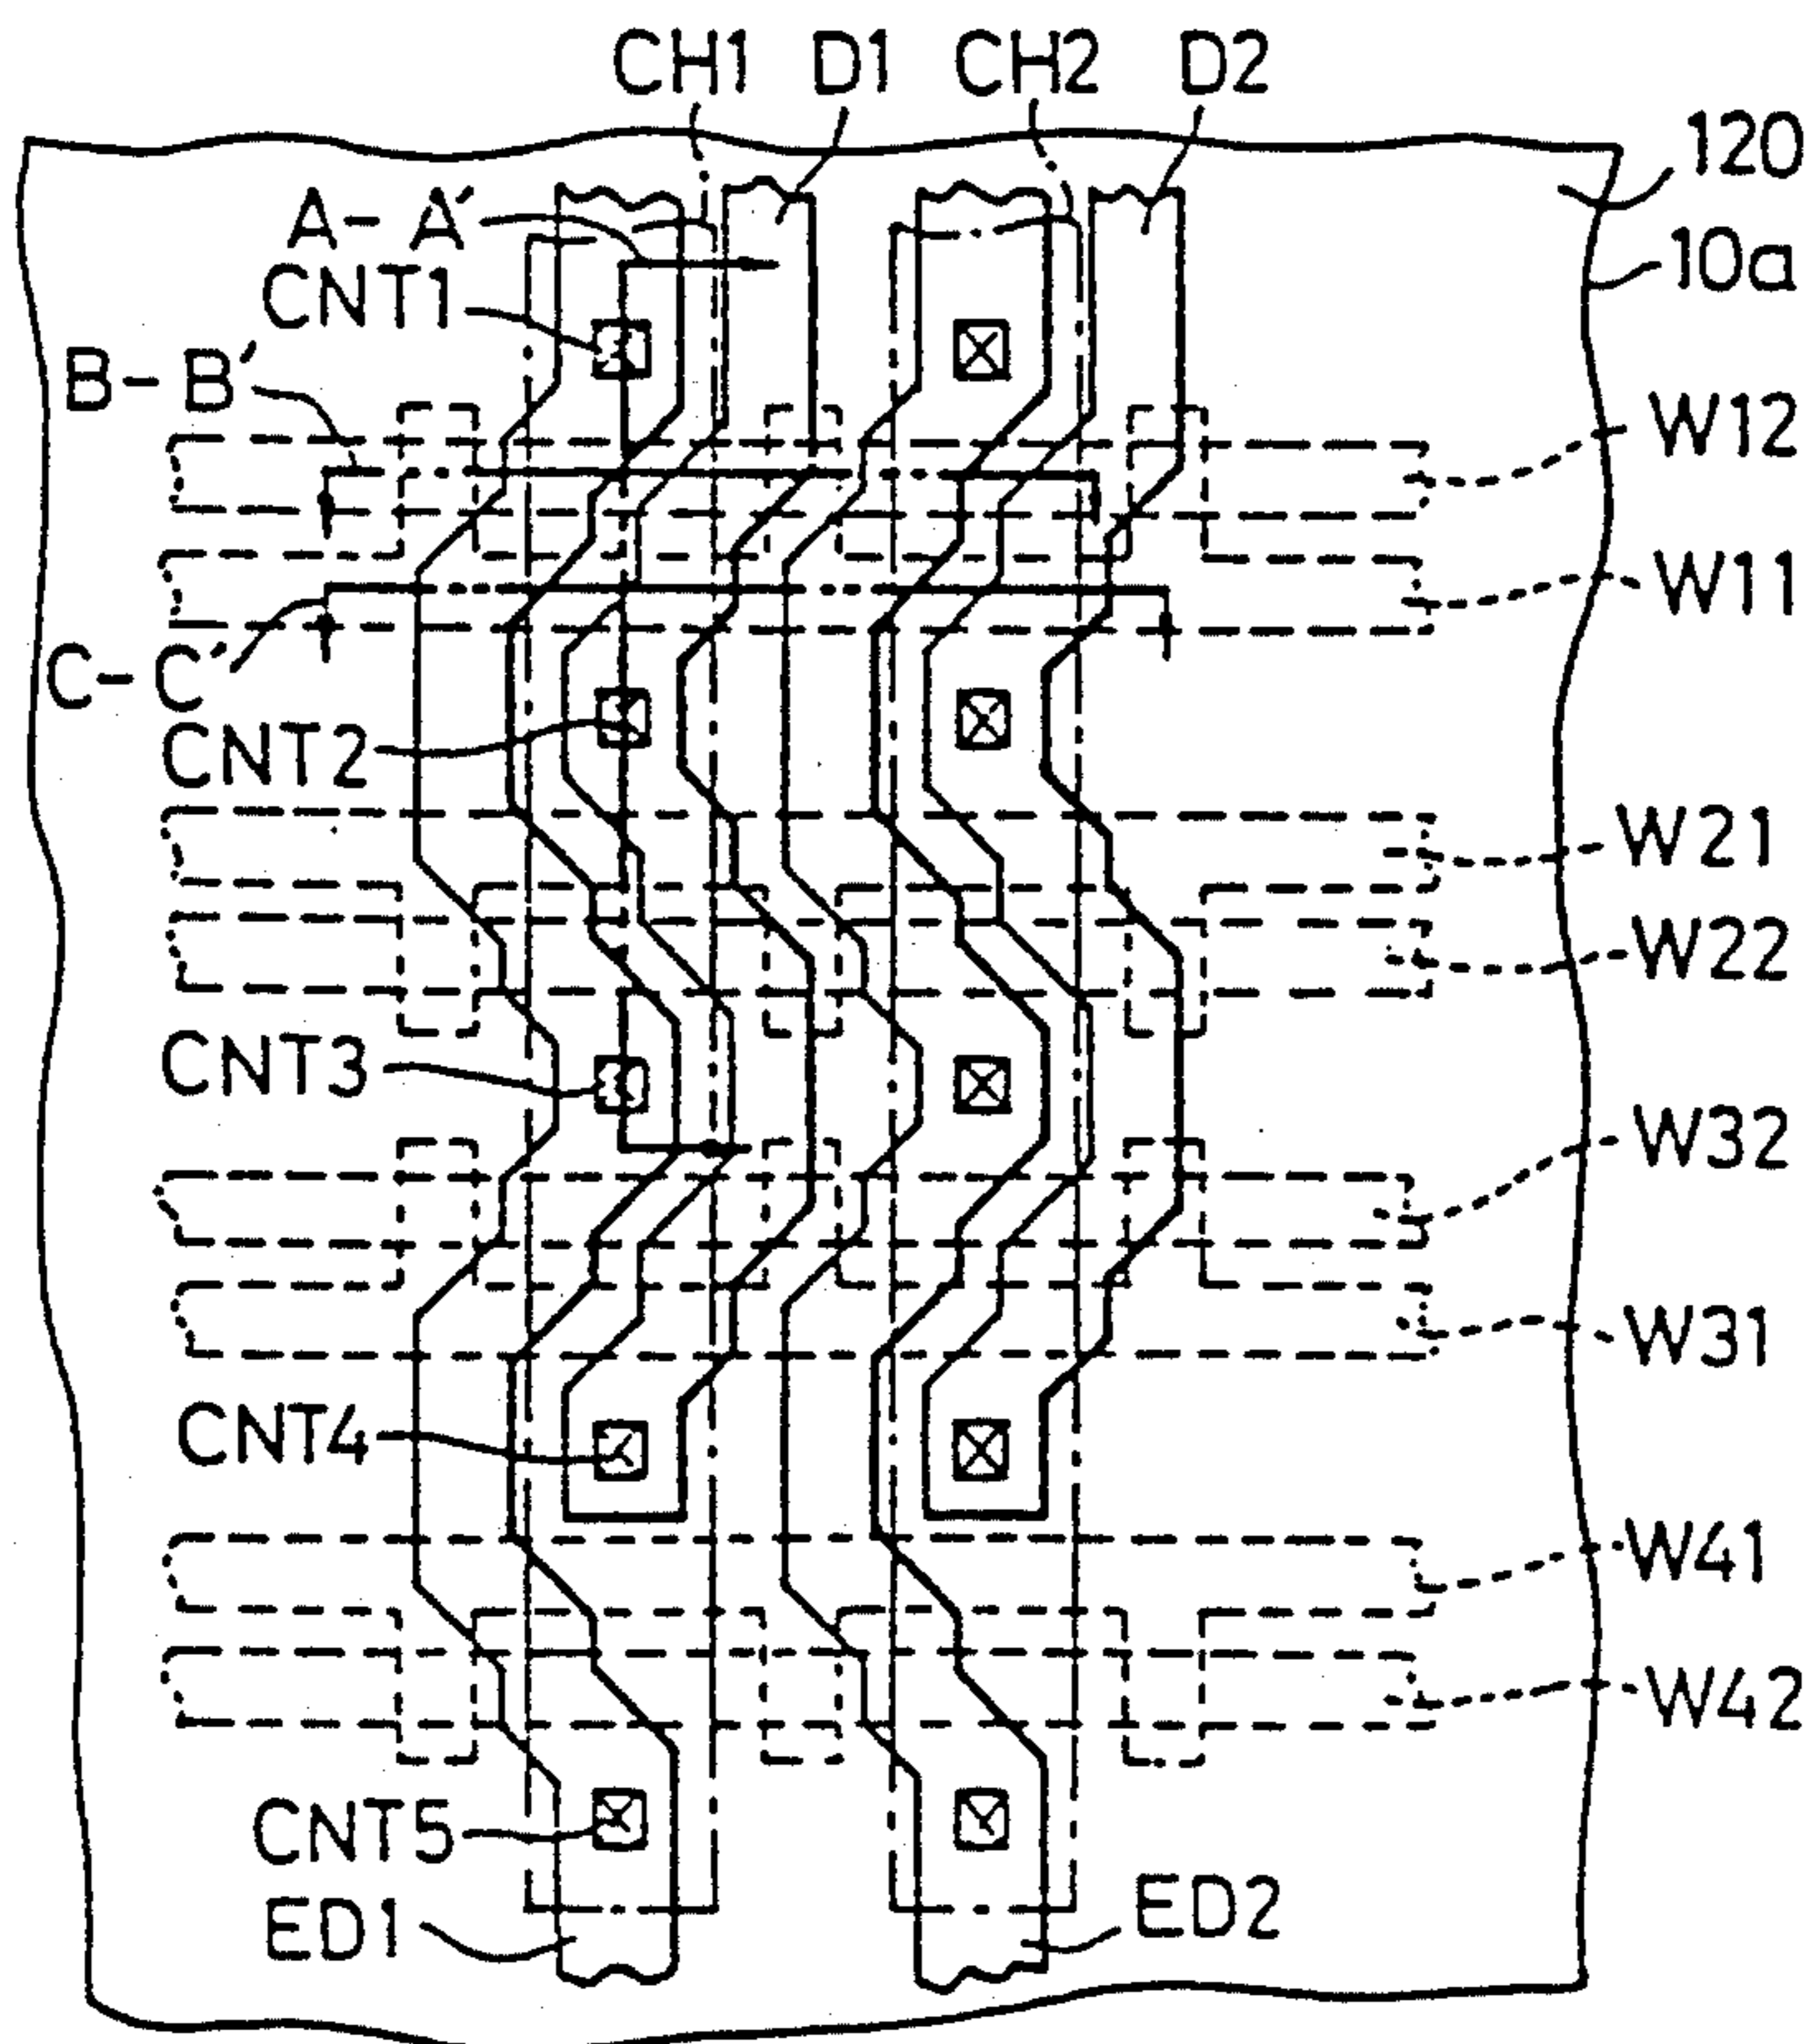 CH1 D1 CH2 D2
120
A-A'
10a
CNT1
B-B'
W12
W11
C-C'
CNT2
W21
W22
CNT3
W32
W31
CNT4
W41
W42
CNT5
ED1
ED2